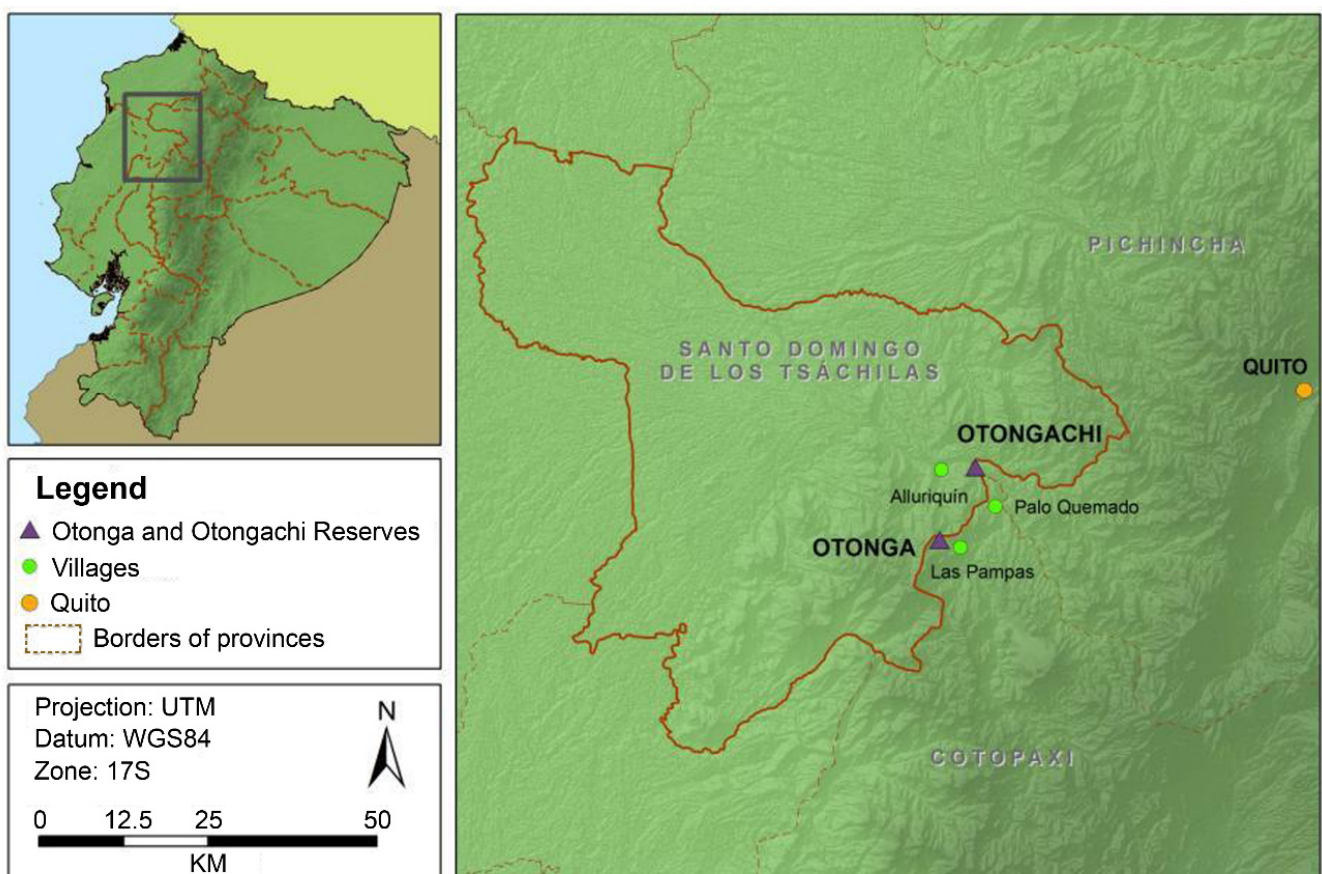 Legend
Otonga and Otongachi Reserves
Villages
Quito
Borders of provinces
Projection: UTM
Datum: WGS84
Zone: 17S
N
0 12.5 25 50
KM
PICHINCHA
SANTO DOMINGO
DE LOS TSÁCHILAS
QUITO
OTONGACHI
Alluriquín
Palo Quemado
OTONGA
Las Pampas
COTOPAXI